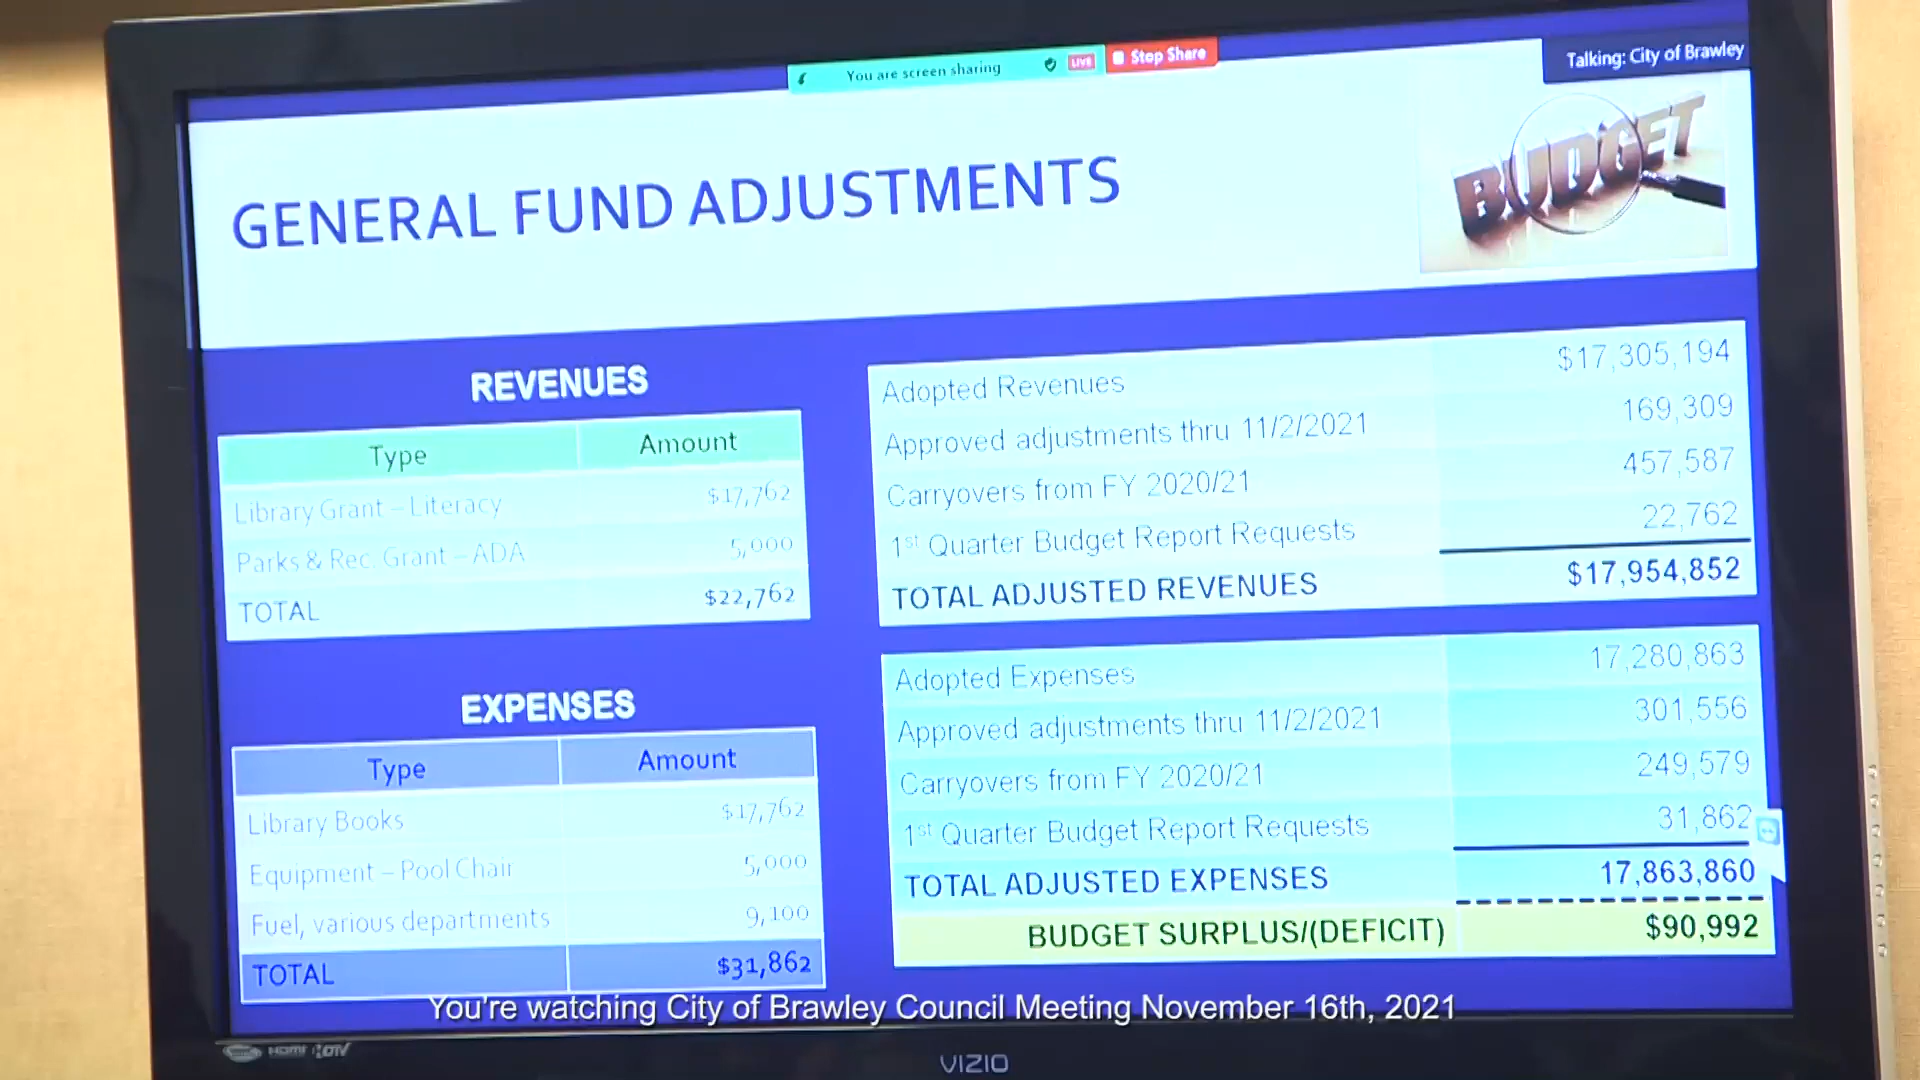 You are screen sharing LIVE Stop Share
Talking: City of Brawley
BUDGET
GENERAL FUND ADJUSTMENTS
REVENUES
Type Amount
Library Grant – Literacy $17,762
Parks & Rec. Grant – ADA 5,000
TOTAL $22,762
EXPENSES
Type Amount
Library Books $17,762
Equipment – Pool Chair 5,000
Fuel, various departments 9,100
TOTAL $31,862
Adopted Revenues $17,305,194
Approved adjustments thru 11/2/2021 169,309
Carryovers from FY 2020/21 457,587
1st Quarter Budget Report Requests 22,762
TOTAL ADJUSTED REVENUES $17,954,852
Adopted Expenses 17,280,863
Approved adjustments thru 11/2/2021 301,556
Carryovers from FY 2020/21 249,579
1st Quarter Budget Report Requests 31,862
TOTAL ADJUSTED EXPENSES 17,863,860
BUDGET SURPLUS/(DEFICIT) $90,992
You're watching City of Brawley Council Meeting November 16th, 2021
HDMI
VIZIO